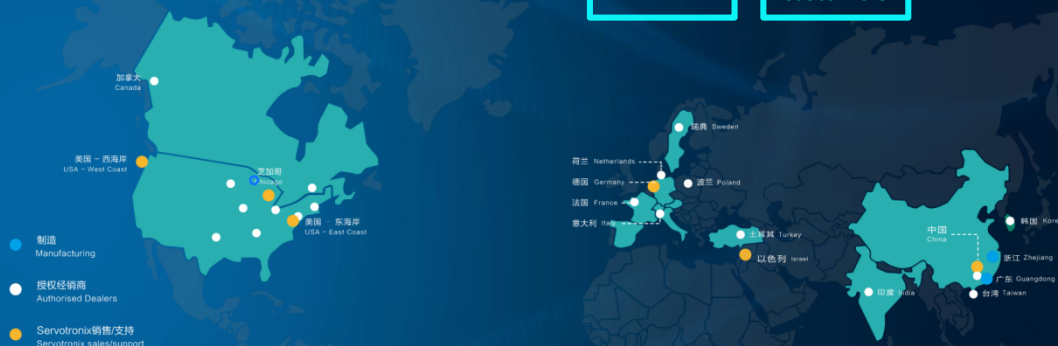 加拿大
Canada
美国 - 西海岸
USA - West Coast
芝加哥
Chicago
美国 - 东海岸
USA - East Coast
制造
Manufacturing
授权经销商
Authorised Dealers
Servotronix销售/支持
Servotronix sales/support
瑞典 Sweden
荷兰 Netherlands
德国 Germany
波兰 Poland
法国 France
意大利 Italy
土耳其 Turkey
以色列 Israel
中国
China
韩国
浙江 Zhejiang
广东 Guangdong
印度 India
台湾 Taiwan